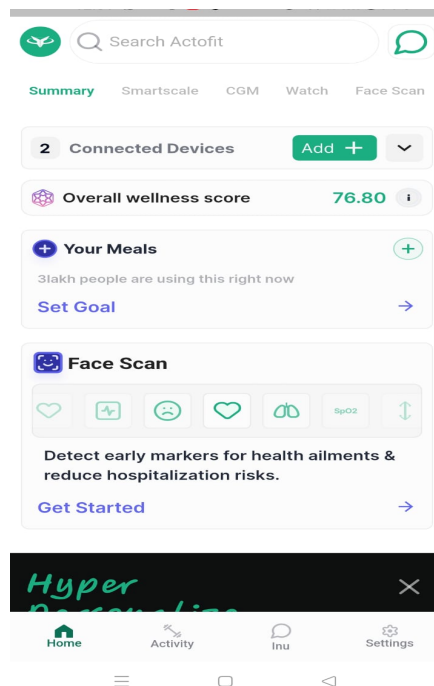 Search Actofit
Summary Smartscale CGM Watch Face Scan
2 Connected Devices Add +
Overall wellness score 76.80 i
Your Meals
3lakh people are using this right now
Set Goal
Face Scan
SpO2
Detect early markers for health ailments &
reduce hospitalization risks.
Get Started
Hyper
Home Activity Inu Settings